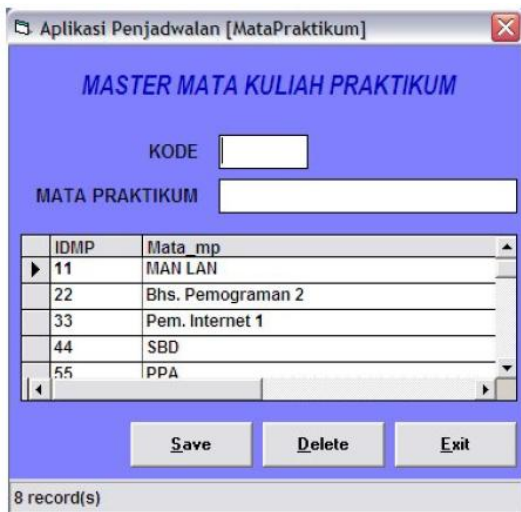 Aplikasi Penjadwalan [MataPraktikum]
MASTER MATA KULIAH PRAKTIKUM
KODE
MATA PRAKTIKUM
IDMP Mata_mp
11 MAN LAN
22 Bhs. Pemograman 2
33 Pem. Internet 1
44 SBD
55 PPA
Save Delete Exit
8 record(s)